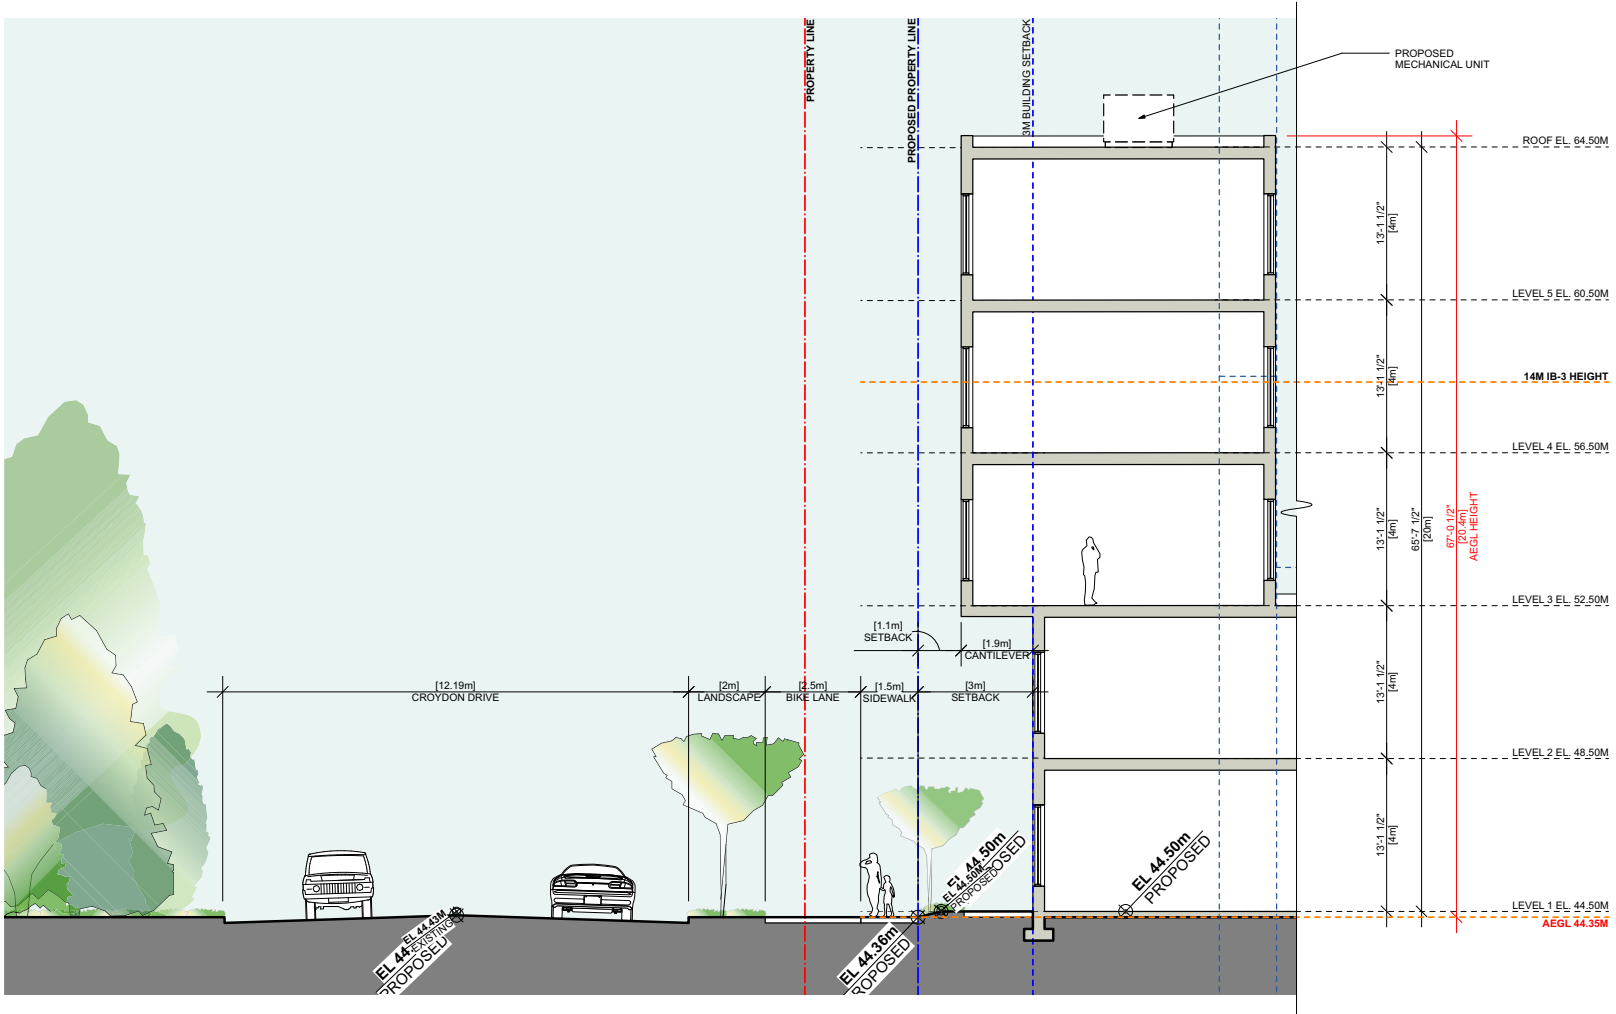 PROPERTY LINE
PROPOSED PROPERTY LINE
3M BUILDING SETBACK
PROPOSED
MECHANICAL UNIT
ROOF EL. 64.50M
13'-1 1/2"
[4m]
LEVEL 5 EL. 60.50M
13'-1 1/2"
[4m]
14M IB-3 HEIGHT
LEVEL 4 EL. 56.50M
13'-1 1/2"
[4m]
65'-7 1/2"
[20m]
67'-0 1/2"
[20.4m]
AEGL HEIGHT
LEVEL 3 EL. 52.50M
[1.1m]
SETBACK
[1.9m]
CANTILEVER
[12.19m]
CROYDON DRIVE
[2m]
LANDSCAPE
[2.5m]
BIKE LANE
[1.5m]
SIDEWALK
[3m]
SETBACK
13'-1 1/2"
[4m]
LEVEL 2 EL. 48.50M
13'-1 1/2"
[4m]
EL 44.50m
PROPOSED
EL 44.50M
PROPOSED
EL 44.50m
PROPOSED
LEVEL 1 EL. 44.50M
AEGL 44.35M
EL 44.43M
EXISTING
EL 44.
PROPOSED
EL 44.36m
PROPOSED